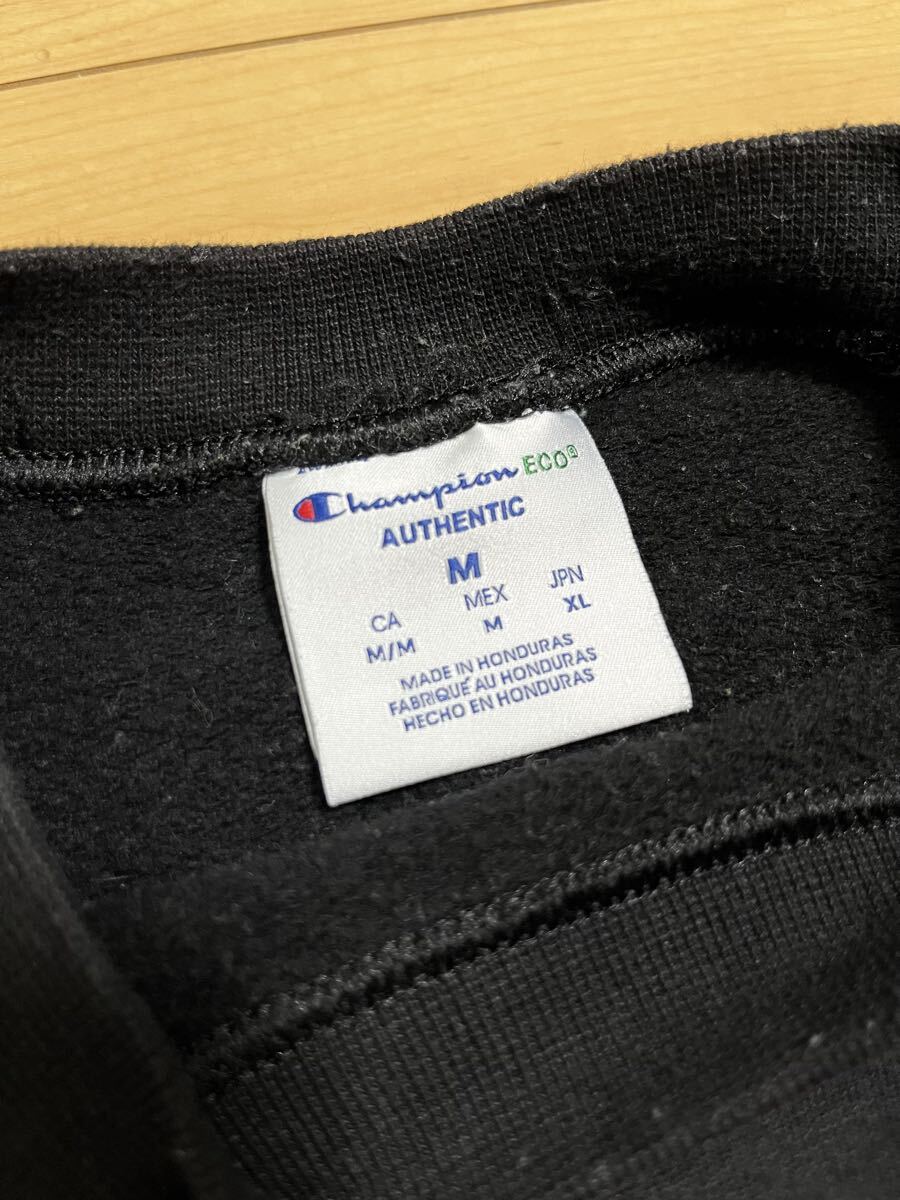 Champion ECO®
AUTHENTIC
M
CA MEX JPN
M/M M XL
MADE IN HONDURAS
FABRIQUÉ AU HONDURAS
HECHO EN HONDURAS